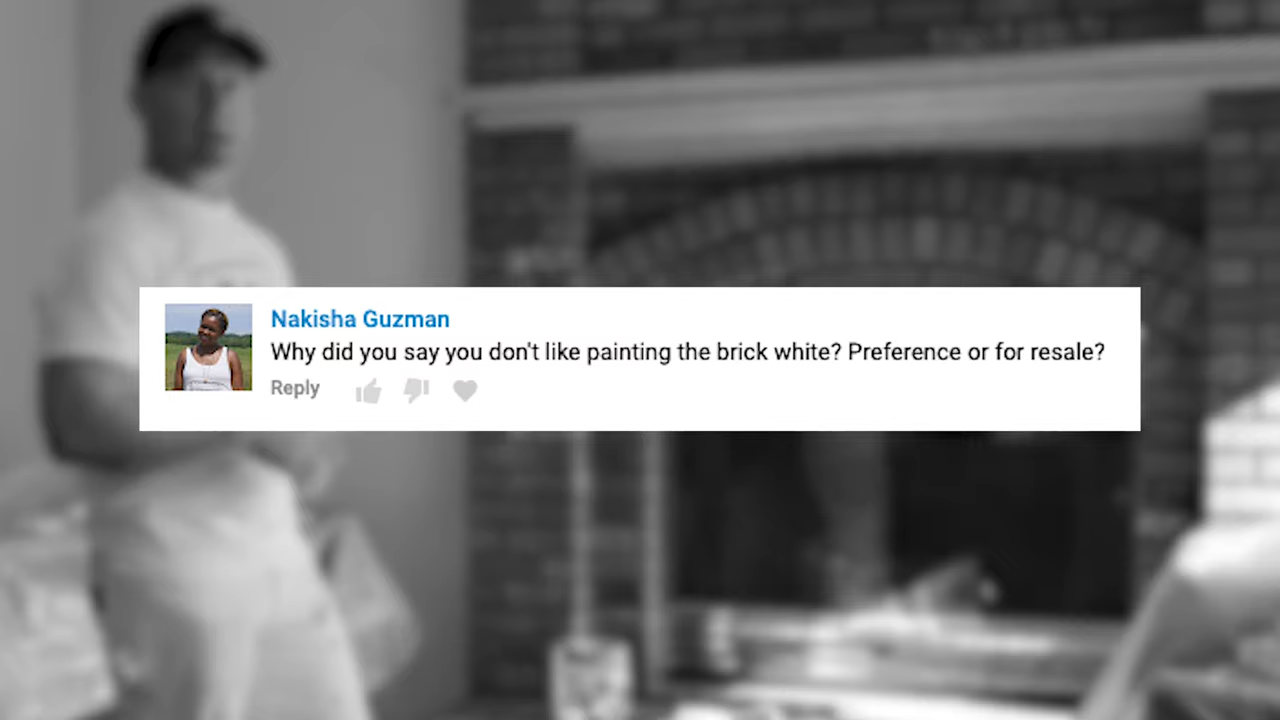 Nakisha Guzman
Why did you say you don't like painting the brick white? Preference or for resale?
Reply